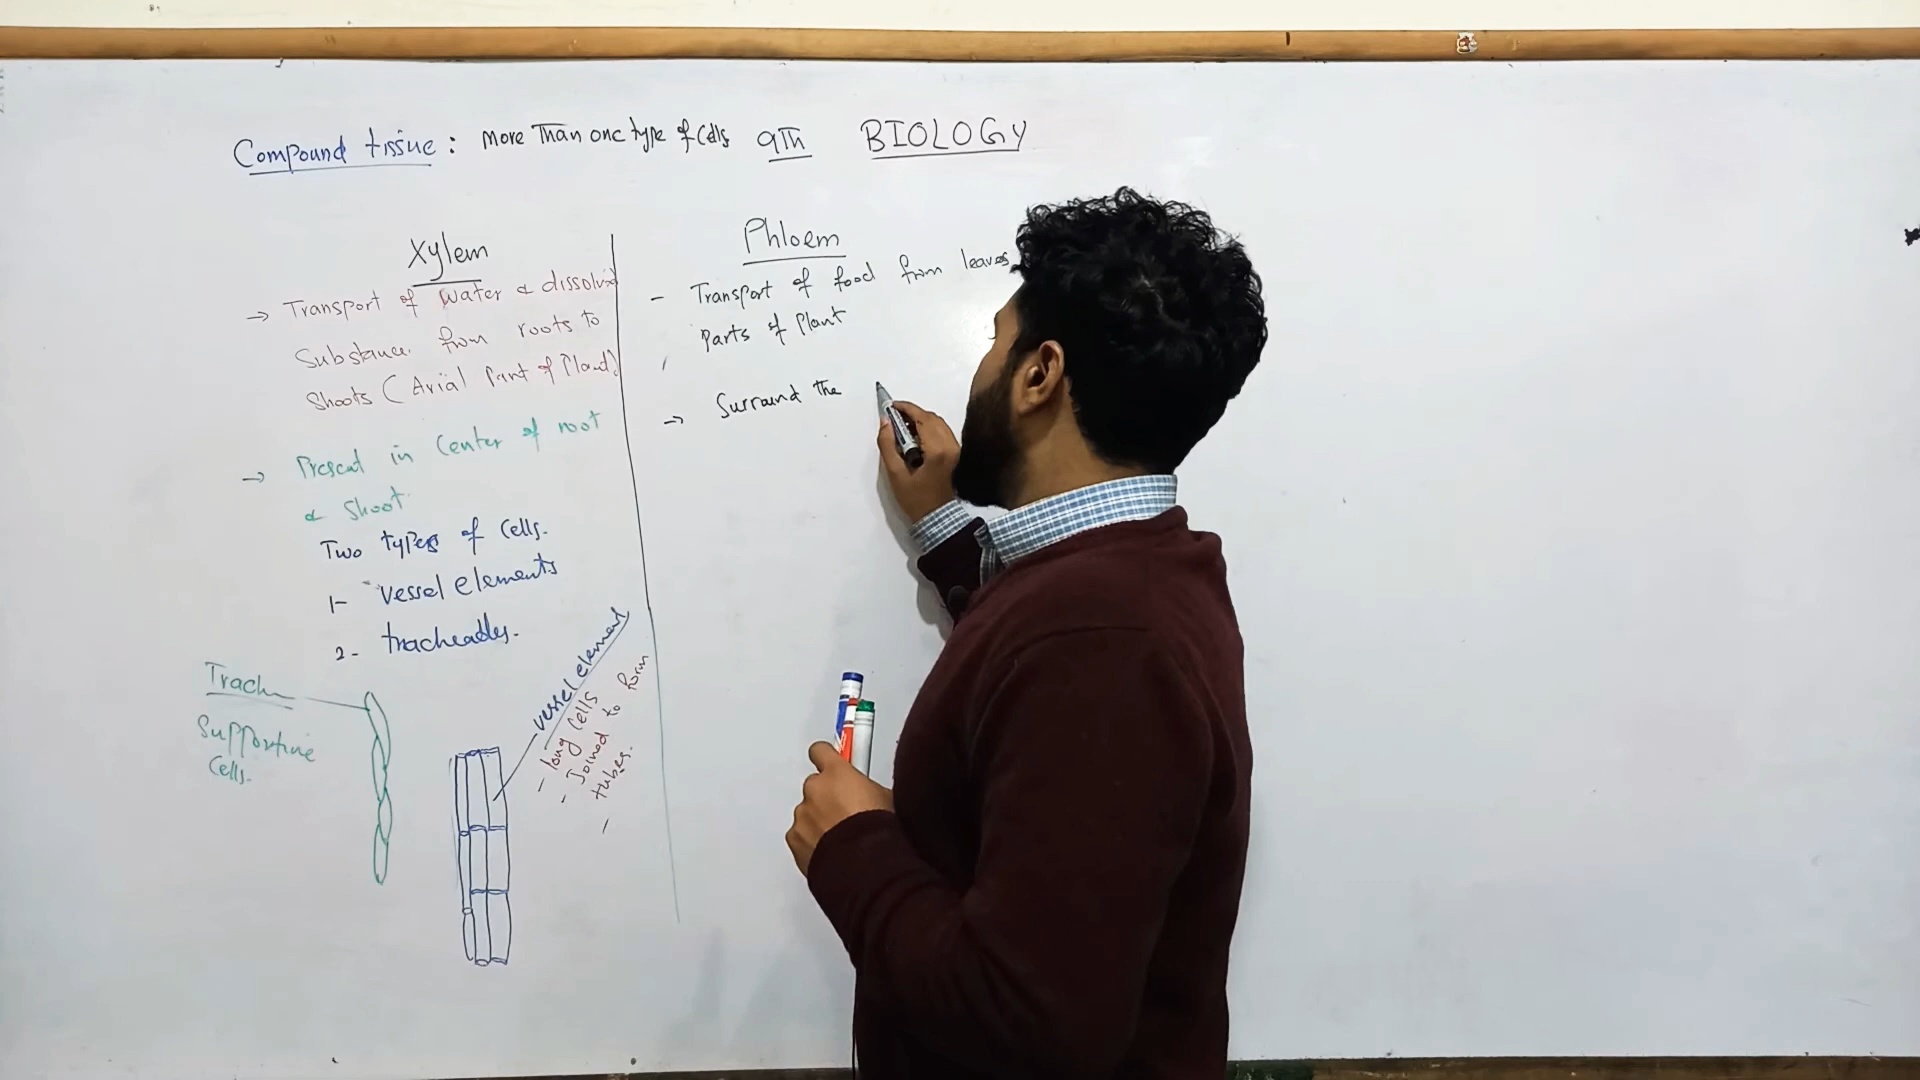 Compound tissue: More Than one type of Cells 9Th BIOLOGY
Xylem
→ Transport of water & dissolved
Substance from roots to
Shoots (Arial Part of Plant)
→ Present in Center of root
& Shoot
Two types of Cells.
1- vessel elements
2- tracheades.
Trach
Supportive
Cells.
vessel element
- long Cells
- Joined to form
tubes.
-
Phloem
- Transport of food from leaves
Parts of Plant
→ Surround the